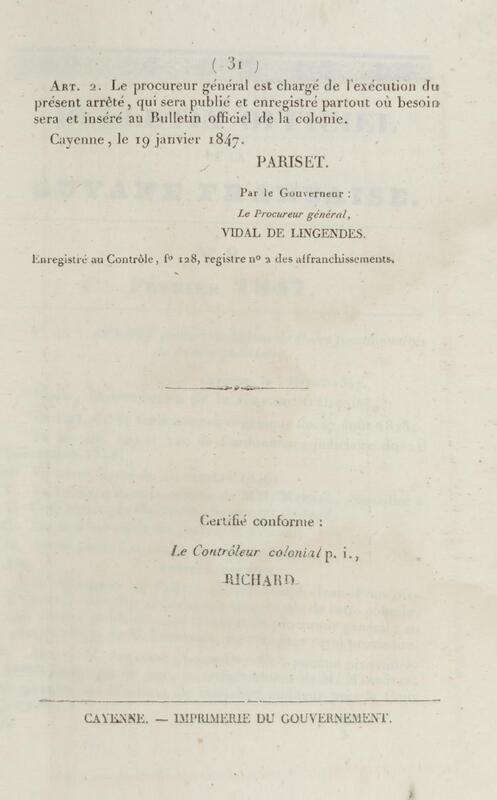 ( 31 )
ART. 2. Le procureur général est chargé de l'exécution du
présent arrêté, qui sera publié et enregistré partout où besoin
sera et inséré au Bulletin officiel de la colonie.
Cayenne, le 19 janvier 1847.
PARISET.
Par le Gouverneur :
Le Procureur général,
VIDAL DE LINGENDES.
Enregistré au Contrôle, fº 128, registre nº 2 des affranchissements.
Certifié conforme :
Le Contrôleur colonial p. i.,
RICHARD
CAYENNE. — IMPRIMERIE DU GOUVERNEMENT.